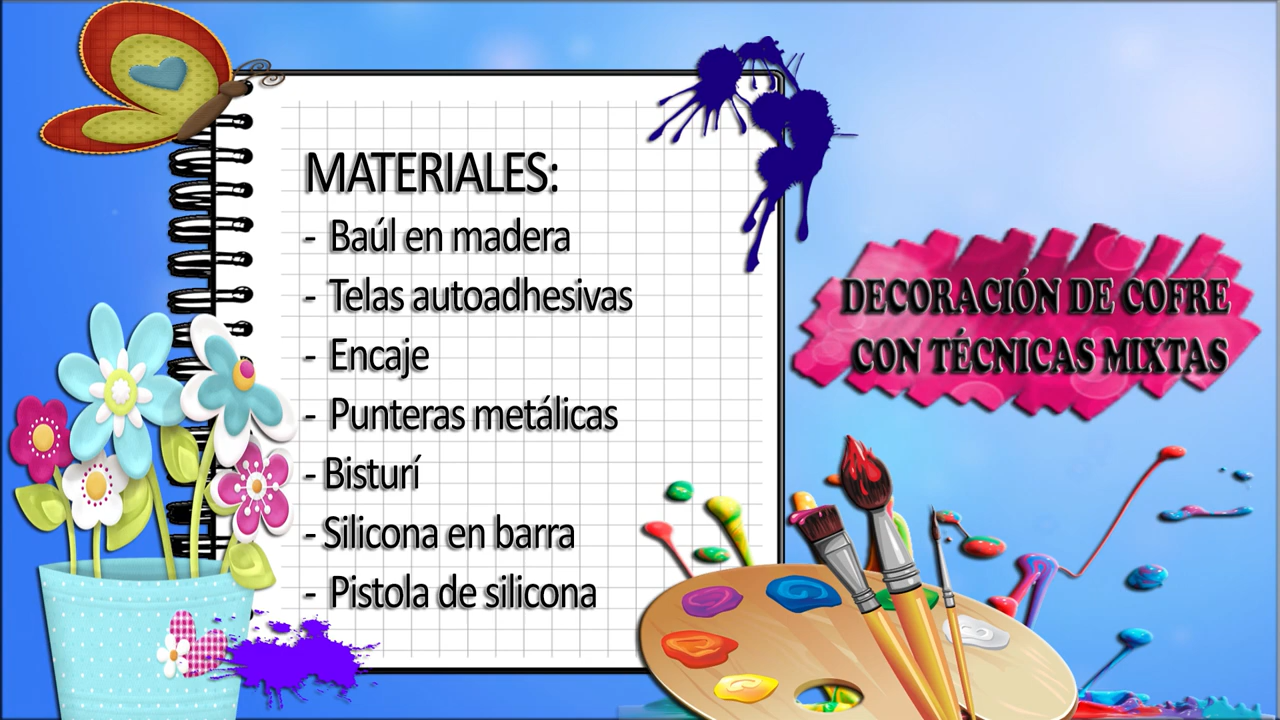 MATERIALES:
- Baúl en madera
- Telas autoadhesivas
- Encaje
- Punteras metálicas
- Bisturí
- Silicona en barra
- Pistola de silicona
DECORACIÓN DE COFRE
CON TÉCNICAS MIXTAS